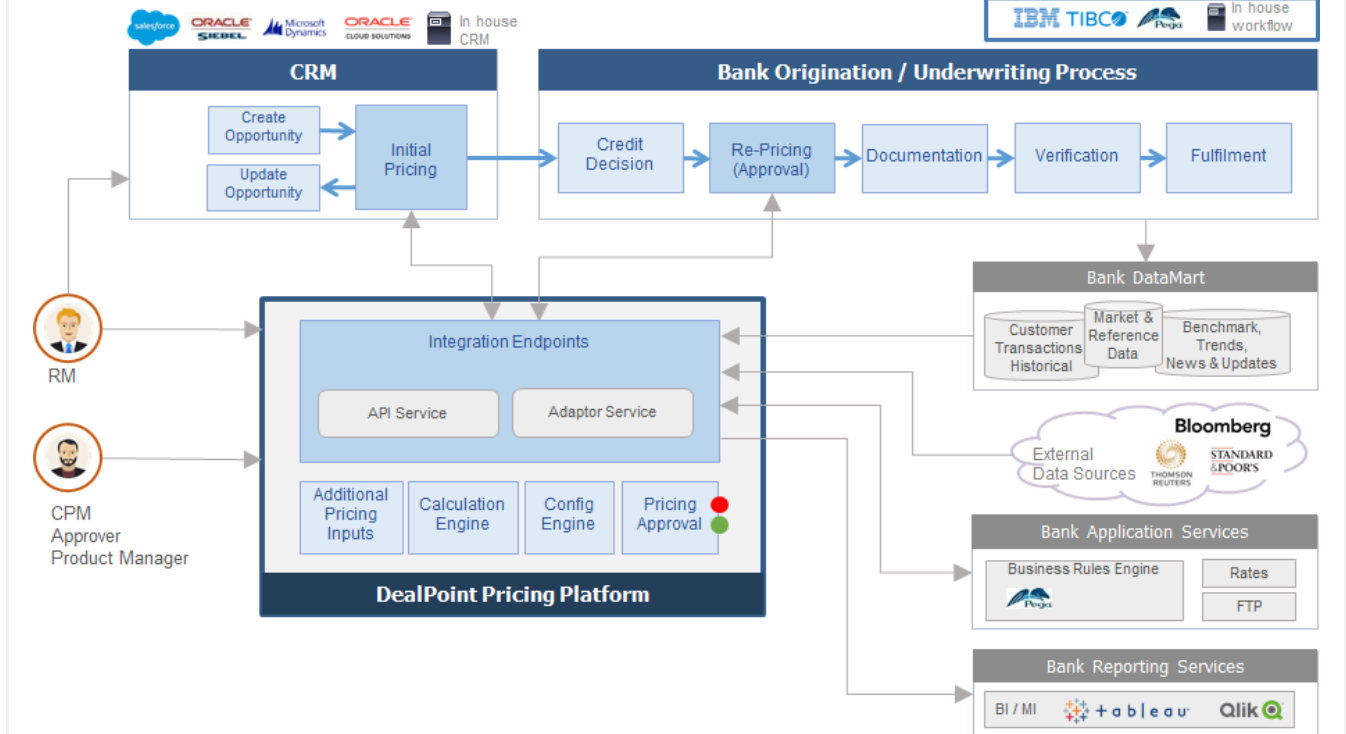 salesforce
ORACLE
SIEBEL
Microsoft
Dynamics
ORACLE
CLOUD SOLUTIONS
In house
CRM
IBM
TIBCO
Pega
In house
workflow
CRM
Bank Origination / Underwriting Process
Create
Opportunity
Update
Opportunity
Initial
Pricing
Credit
Decision
Re-Pricing
(Approval)
Documentation
Verification
Fulfilment
Bank DataMart
Customer
Transactions
Historical
Market &
Reference
Data
Benchmark,
Trends,
News & Updates
RM
Integration Endpoints
API Service
Adaptor Service
External
Data Sources
Bloomberg
THOMSON
REUTERS
STANDARD
&POOR'S
CPM
Approver
Product Manager
Additional
Pricing
Inputs
Calculation
Engine
Config
Engine
Pricing
Approval
DealPoint Pricing Platform
Bank Application Services
Business Rules Engine
Pega
Rates
FTP
Bank Reporting Services
BI / MI
+ a b l e a u
Qlik